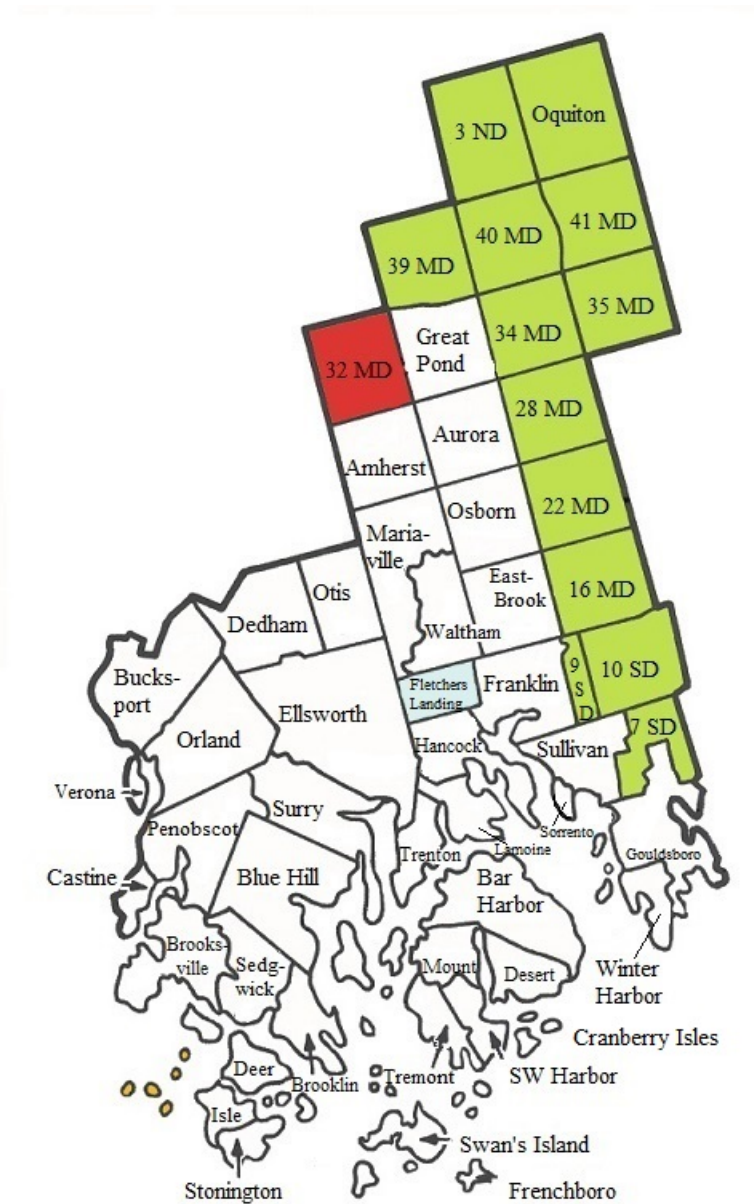 3 ND
Oquiton
39 MD
40 MD
41 MD
32 MD
Great
Pond
34 MD
35 MD
Amherst
Aurora
28 MD
Maria-
ville
Osborn
22 MD
Otis
Dedham
Waltham
East-
Brook
16 MD
Bucks-
port
Orland
Ellsworth
Fletchers
Landing
Franklin
9
S
D
10 SD
Hancock
Sullivan
7 SD
Verona
Penobscot
Surry
Trenton
Lamoine
Sorrento
Gouldsboro
Castine
Blue Hill
Bar
Harbor
Brooks-
ville
Sedg-
wick
Mount
Desert
Winter
Harbor
Cranberry Isles
Deer
Isle
Brooklin
Tremont
SW Harbor
Swan's Island
Stonington
Frenchboro